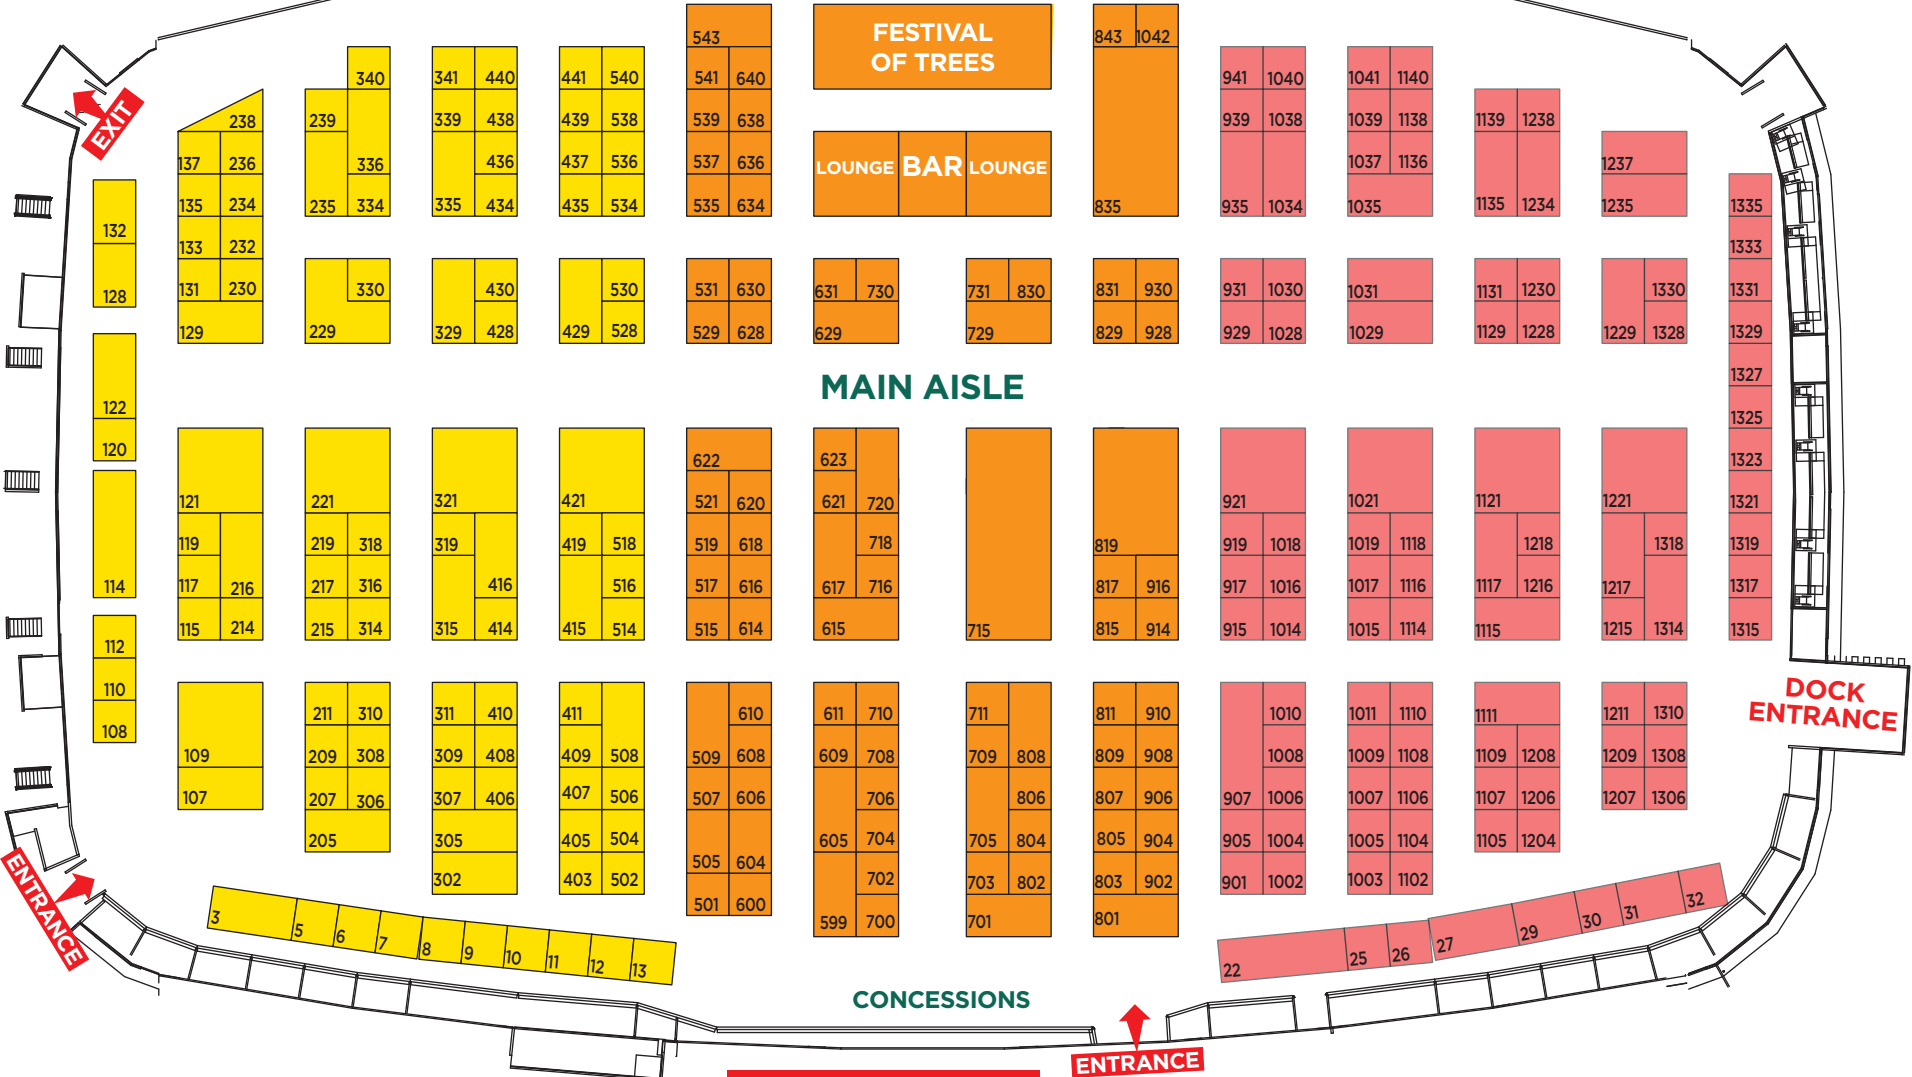 543
FESTIVAL
OF TREES
843 1042
340 341 440 441 540 541 640 941 1040 1041 1140
EXIT
238 239 339 438 439 538 539 638 939 1038 1039 1138 1139 1238
137 236 336 436 437 536 537 636 LOUNGE BAR LOUNGE 1037 1136 1237
135 234 235 334 335 434 435 534 535 634 835 935 1034 1035 1135 1234 1235 1335
132 133 232 1333
128 131 230 330 430 530 531 630 631 730 731 830 831 930 931 1030 1031 1131 1230 1330 1331
129 229 329 428 429 528 529 628 629 729 829 928 929 1028 1029 1129 1228 1229 1328 1329
MAIN AISLE
1327
122 1325
120 622 623 1323
121 221 321 421 521 620 621 720 921 1021 1121 1221 1321
119 219 318 319 419 518 519 618 718 819 919 1018 1019 1118 1218 1318 1319
114 117 216 217 316 416 516 517 616 617 716 817 916 917 1016 1017 1116 1117 1216 1217 1317
115 214 215 314 315 414 415 514 515 614 615 715 815 914 915 1014 1015 1114 1115 1215 1314 1315
112
110
108 211 310 311 410 411 610 611 710 711 811 910 1010 1011 1110 1111 1211 1310
DOCK
ENTRANCE
109 209 308 309 408 409 508 509 608 609 708 709 808 809 908 1008 1009 1108 1109 1208 1209 1308
107 207 306 307 406 407 506 507 606 706 806 807 906 907 1006 1007 1106 1107 1206 1207 1306
205 305 405 504 505 604 605 704 705 804 805 904 905 1004 1005 1104 1105 1204
302 403 502 702 703 802 803 902 901 1002 1003 1102
501 600 599 700 701 801
ENTRANCE
3 5 6 7 8 9 10 11 12 13
22 25 26 27 29 30 31 32
CONCESSIONS
ENTRANCE